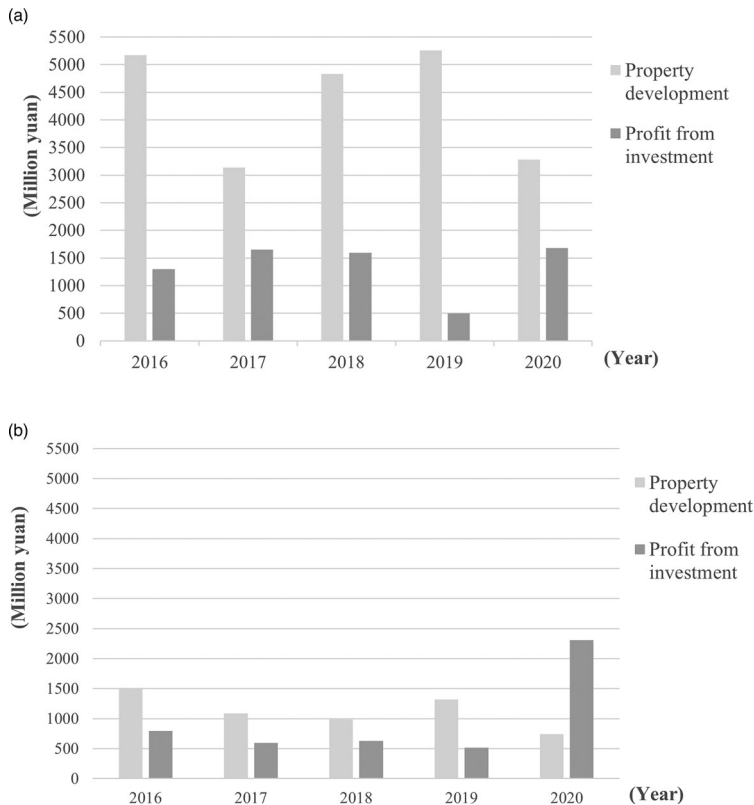 (a)
(Million yuan)
5500
5000
4500
4000
3500
3000
2500
2000
1500
1000
500
0
2016 2017 2018 2019 2020
(Year)
Property
development
Profit from
investment
(b)
(Million yuan)
5500
5000
4500
4000
3500
3000
2500
2000
1500
1000
500
0
2016 2017 2018 2019 2020
(Year)
Property
development
Profit from
investment